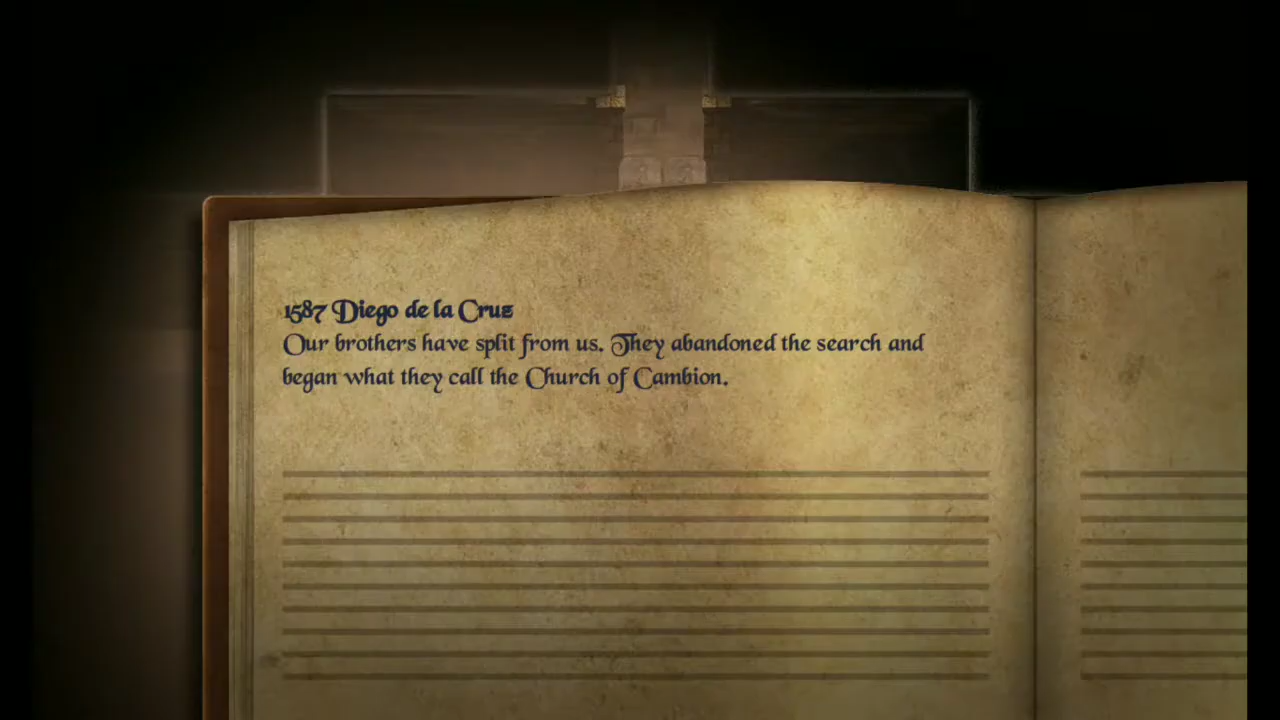 1587 Diego de la Cruz
Our brothers have split from us. They abandoned the search and
began what they call the Church of Cambion.